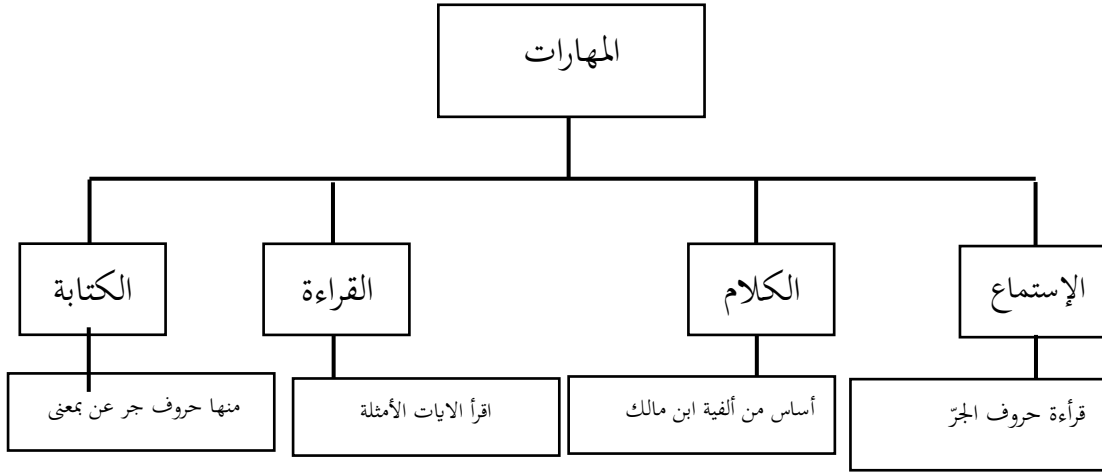 المهارات
الإستماع
الكلام
القراءة
الكتابة
قرأءة حروف الجرّ
أساس من ألفية ابن مالك
اقرأ الايات الأمثلة
منها حروف جر عن بمعنى